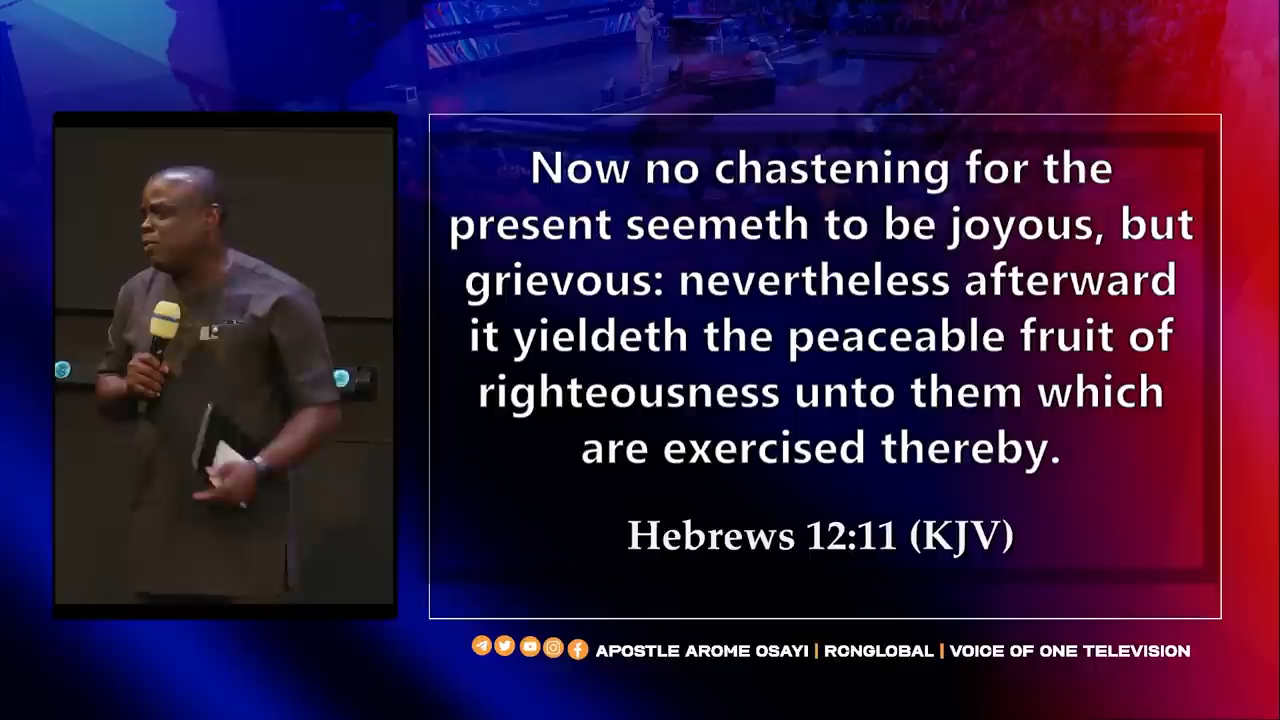 Now no chastening for the
present seemeth to be joyous, but
grievous: nevertheless afterward
it yieldeth the peaceable fruit of
righteousness unto them which
are exercised thereby.
Hebrews 12:11 (KJV)
APOSTLE AROME OSAYI | RCNGLOBAL | VOICE OF ONE TELEVISION